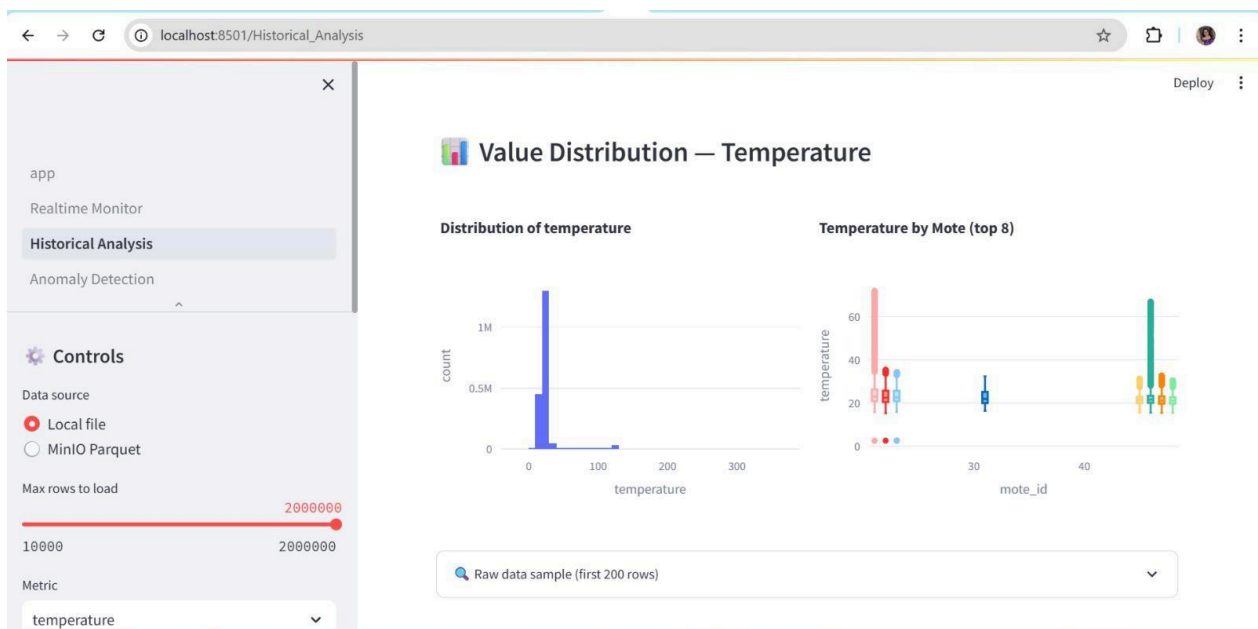 localhost:8501/Historical_Analysis
Deploy
app
Realtime Monitor
Historical Analysis
Anomaly Detection
Controls
Data source
Local file
MinIO Parquet
Max rows to load
2000000
10000 2000000
Metric
temperature
Value Distribution — Temperature
Distribution of temperature
1M
0.5M
0
count
0 100 200 300
temperature
Temperature by Mote (top 8)
60
40
20
0
temperature
30 40
mote_id
Raw data sample (first 200 rows)